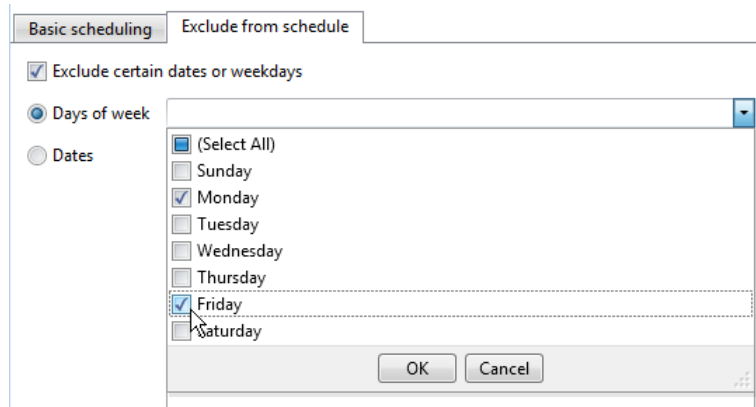 Basic scheduling Exclude from schedule
Exclude certain dates or weekdays
Days of week
(Select All)
Dates
Sunday
Monday
Tuesday
Wednesday
Thursday
Friday
Saturday
OK Cancel